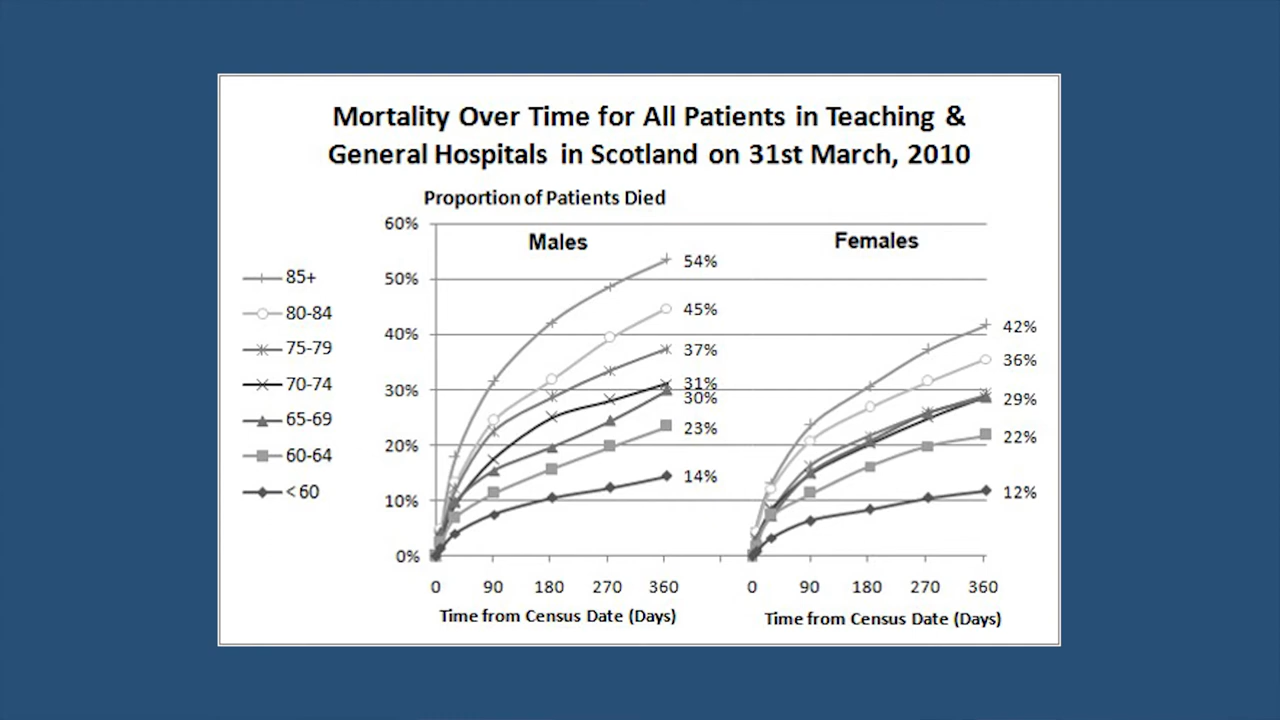 Mortality Over Time for All Patients in Teaching &
General Hospitals in Scotland on 31st March, 2010
Proportion of Patients Died
60%
50%
40%
30%
20%
10%
0%
Males
Females
85+
80-84
75-79
70-74
65-69
60-64
< 60
54%
45%
37%
31%
30%
23%
14%
42%
36%
29%
22%
12%
0 90 180 270 360
0 90 180 270 360
Time from Census Date (Days)
Time from Census Date (Days)